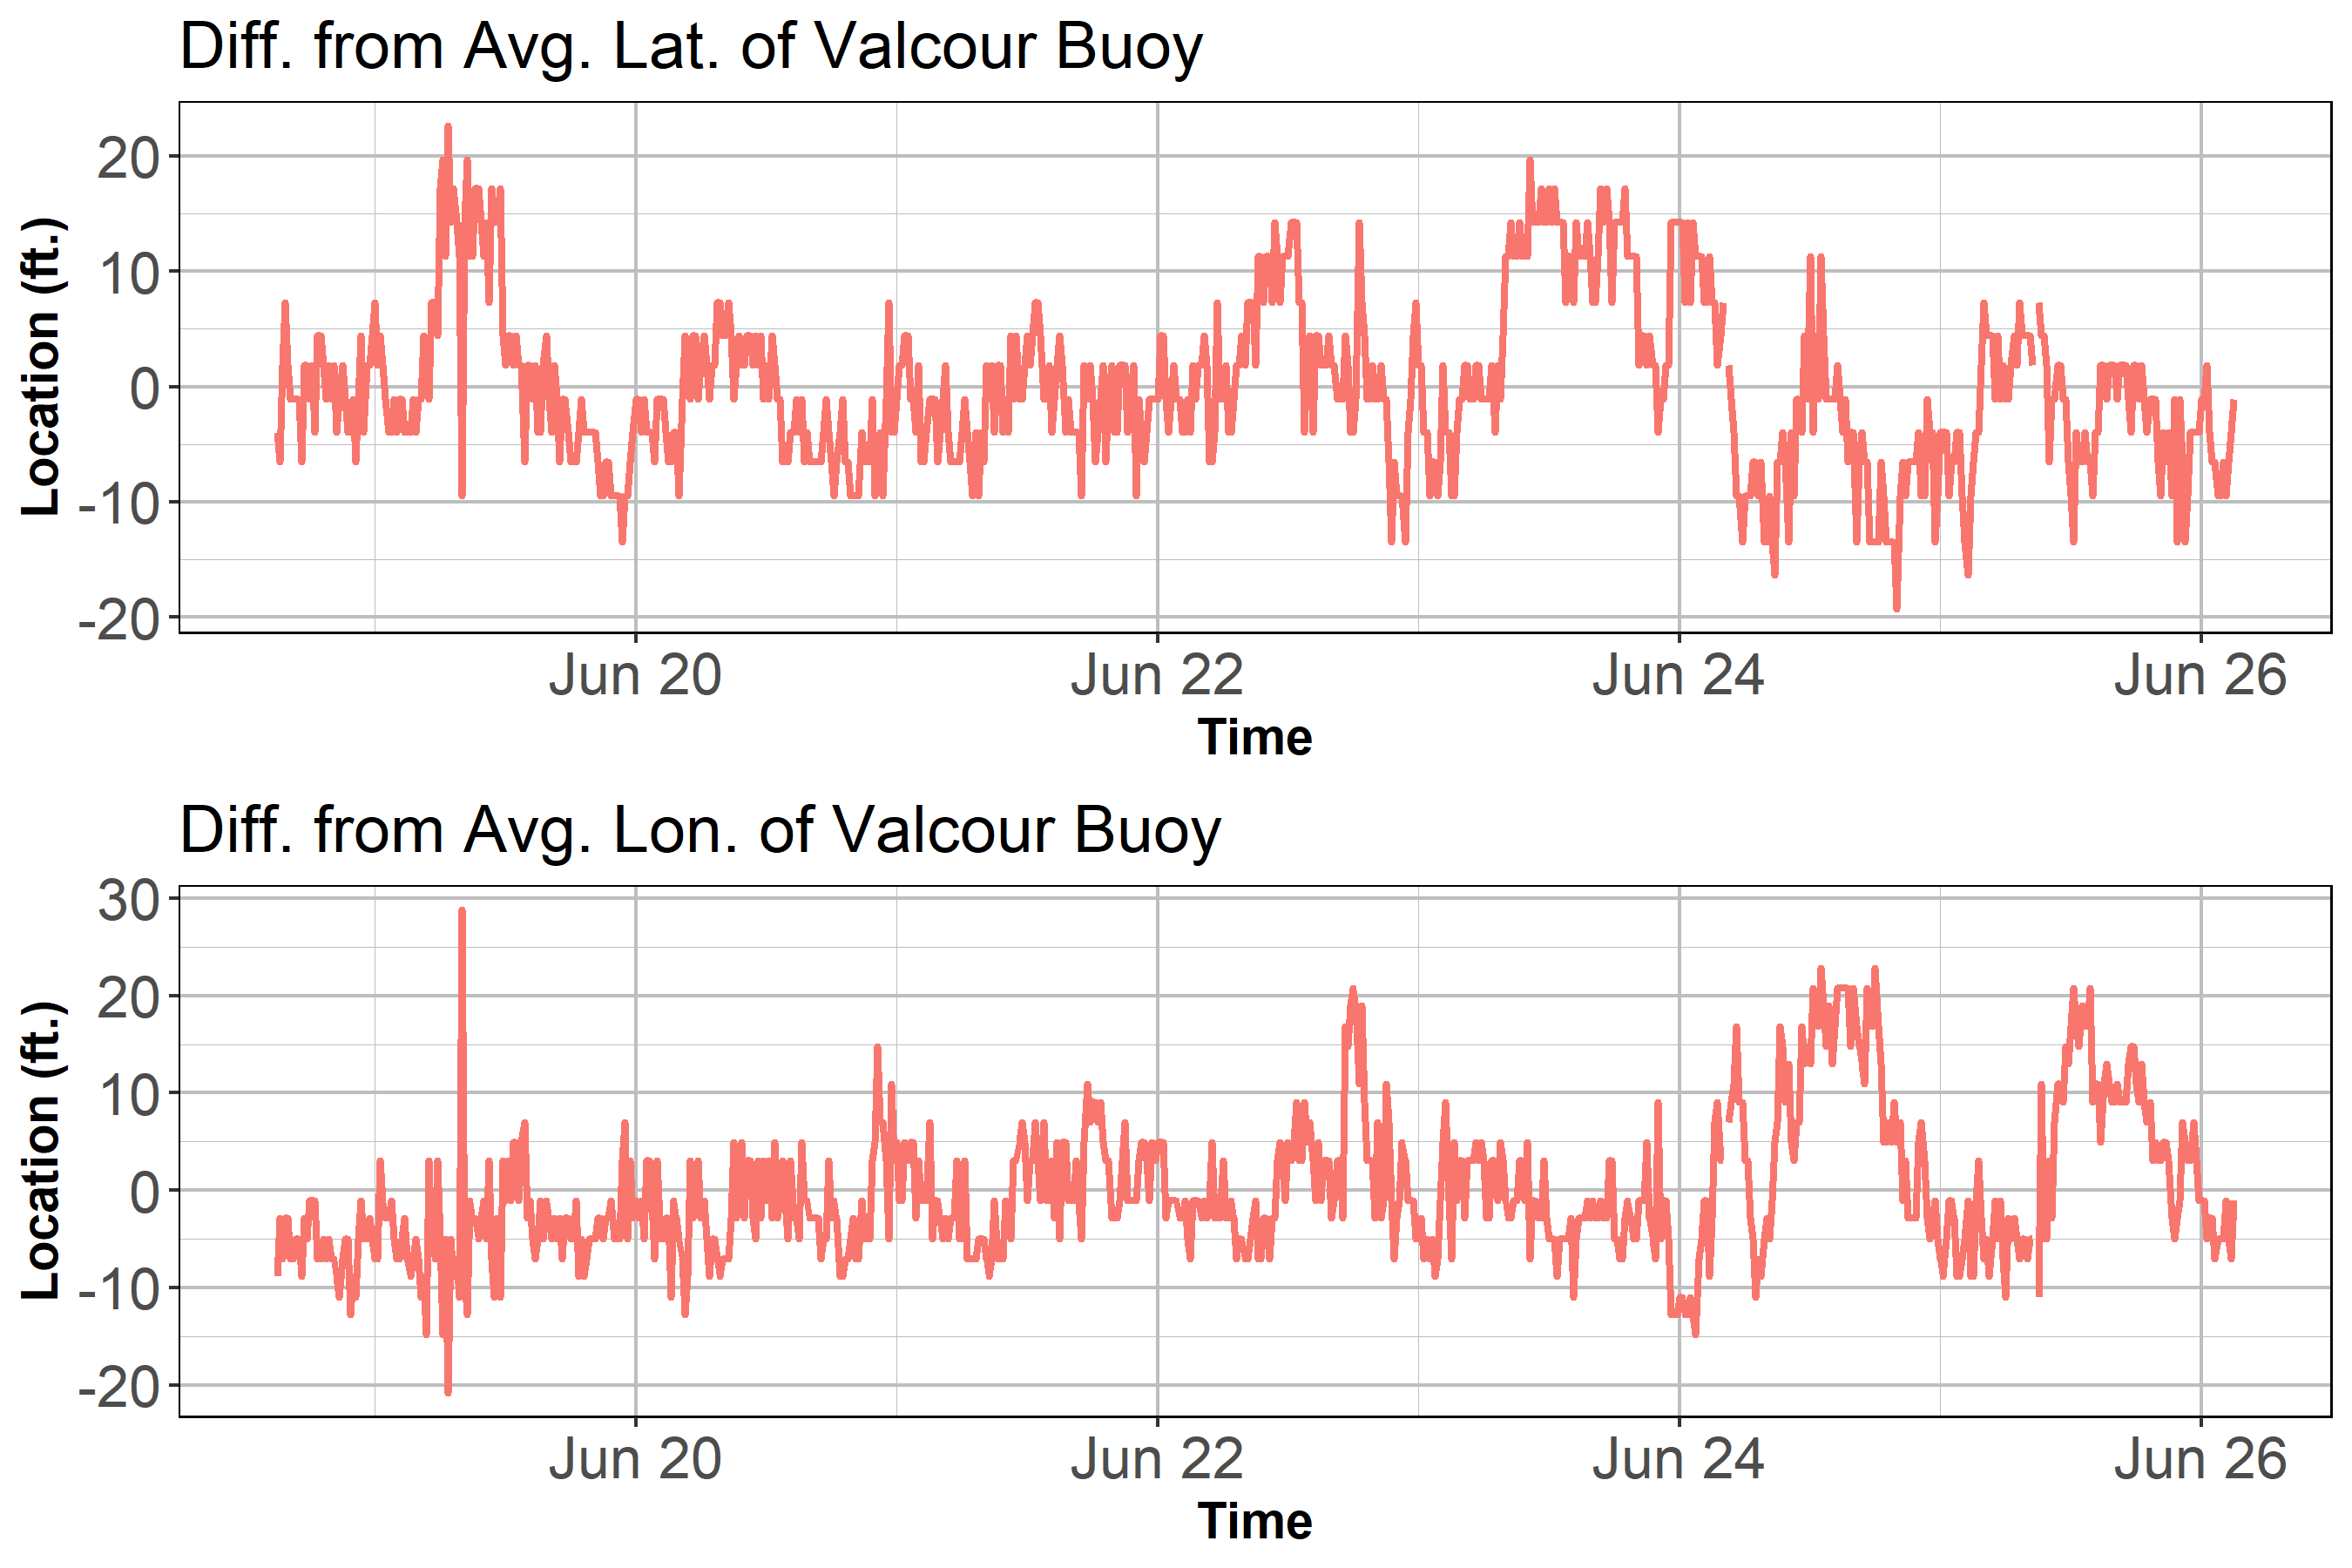 Diff. from Avg. Lat. of Valcour Buoy
Location (ft.)
20
10
0
-10
-20
Jun 20 Jun 22 Jun 24 Jun 26
Time
Diff. from Avg. Lon. of Valcour Buoy
Location (ft.)
30
20
10
0
-10
-20
Jun 20 Jun 22 Jun 24 Jun 26
Time